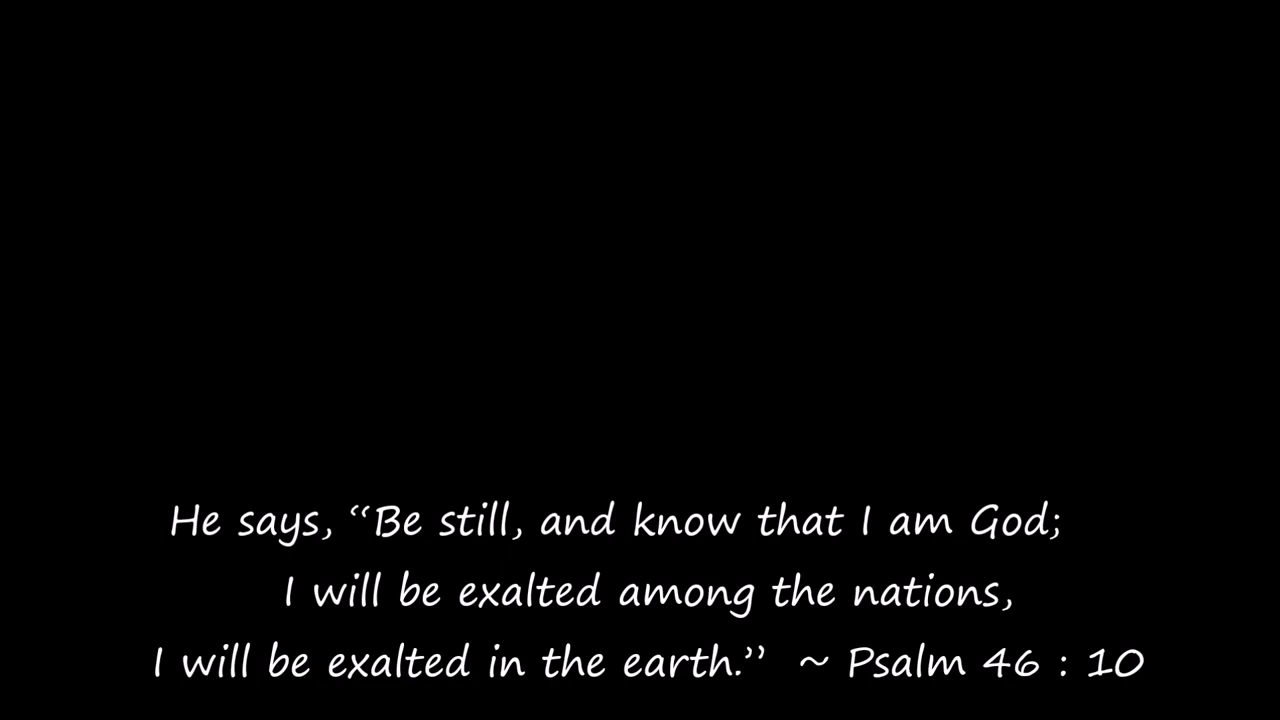 He says, “Be still, and know that I am God;
I will be exalted among the nations,
I will be exalted in the earth.” ~ Psalm 46 : 10